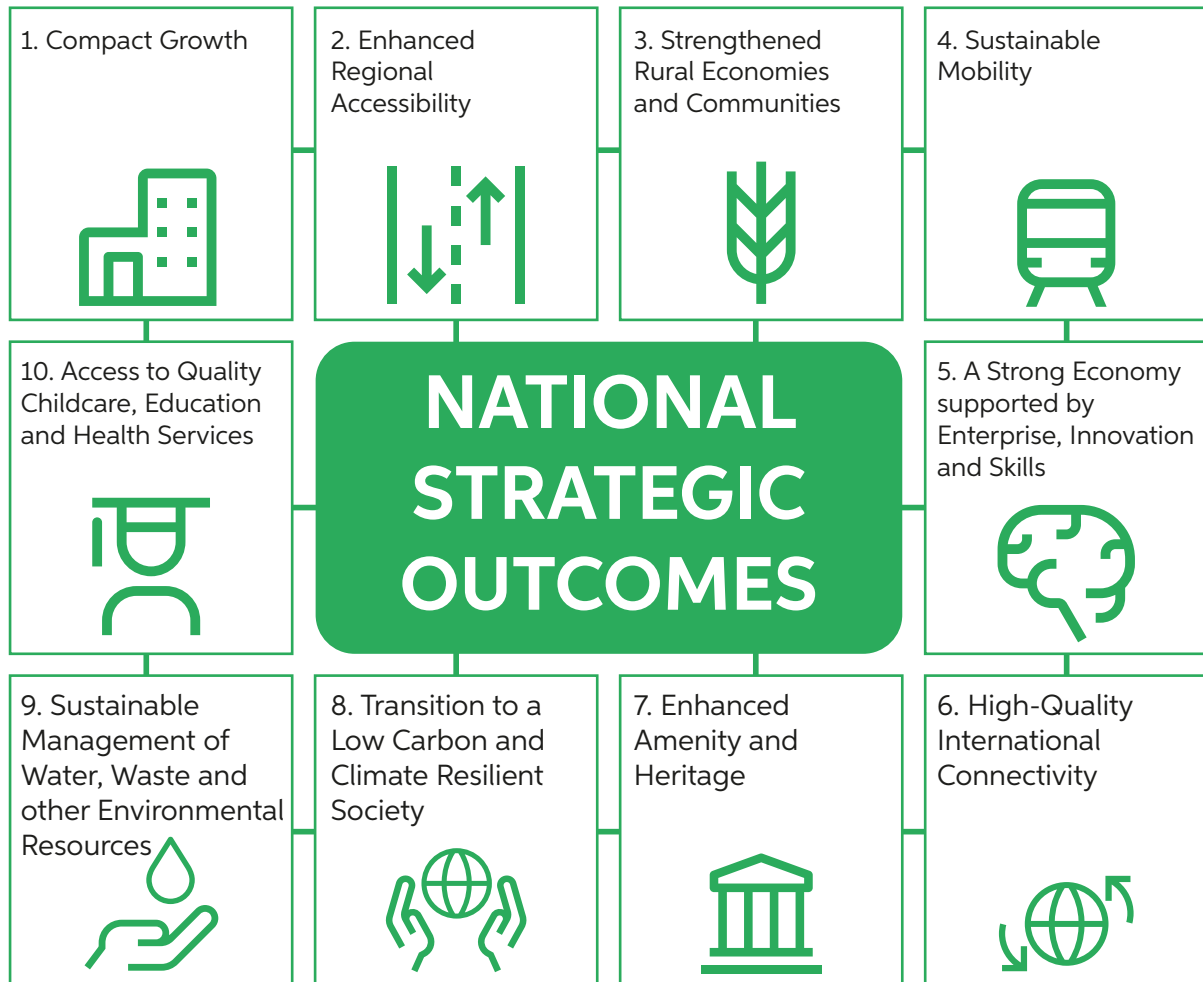 1. Compact Growth
2. Enhanced
Regional
Accessibility
3. Strengthened
Rural Economies
and Communities
4. Sustainable
Mobility
10. Access to Quality
Childcare, Education
and Health Services
NATIONAL
STRATEGIC
OUTCOMES
5. A Strong Economy
supported by
Enterprise, Innovation
and Skills
9. Sustainable
Management of
Water, Waste and
other Environmental
Resources
8. Transition to a
Low Carbon and
Climate Resilient
Society
7. Enhanced
Amenity and
Heritage
6. High-Quality
International
Connectivity